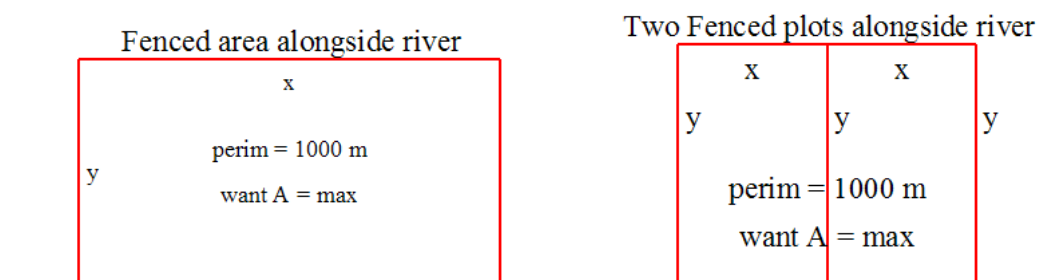 Fenced area alongside river
x
perim = 1000 m
y
want A = max
Two Fenced plots alongside river
x x
y y y
perim = 1000 m
want A = max